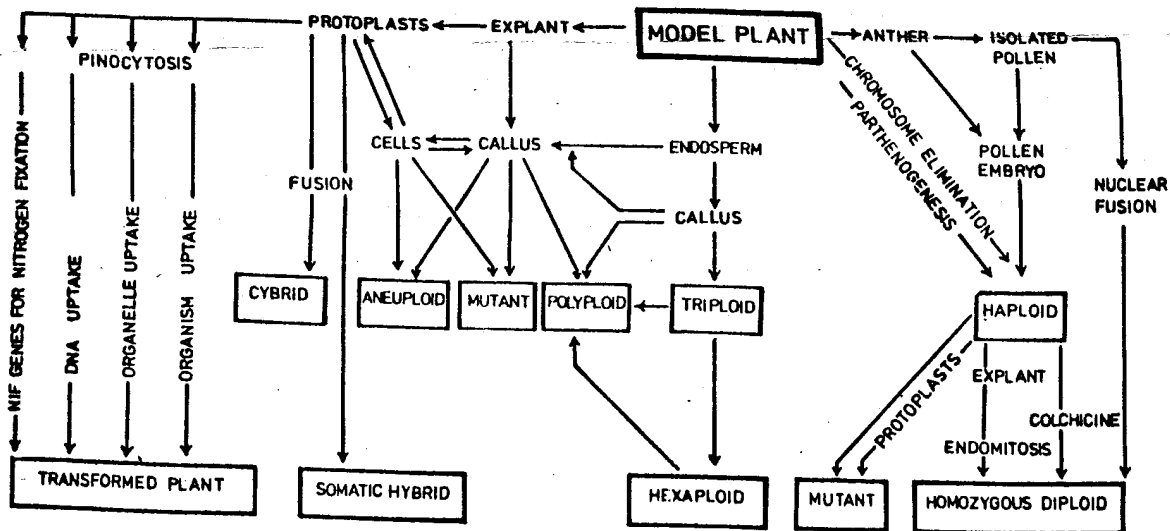 PROTOPLASTS
EXPLANT
MODEL PLANT
ANTHER
ISOLATED
POLLEN
PINOCYTOSIS
CHROMOSOME ELIMINATION
PARTHENOGENESIS
CELLS
CALLUS
ENDOSPERM
POLLEN
EMBRYO
FUSION
NUCLEAR
FUSION
CALLUS
NIF GENES FOR NITROGEN FIXATION
DNA UPTAKE
ORGANELLE UPTAKE
ORGANISM UPTAKE
CYBRID
ANEUPLOID
MUTANT
POLYPLOID
TRIPLOID
HAPLOID
PROTOPLASTS
EXPLANT
COLCHICINE
ENDOMITOSIS
TRANSFORMED PLANT
SOMATIC HYBRID
HEXAPLOID
MUTANT
HOMOZYGOUS DIPLOID